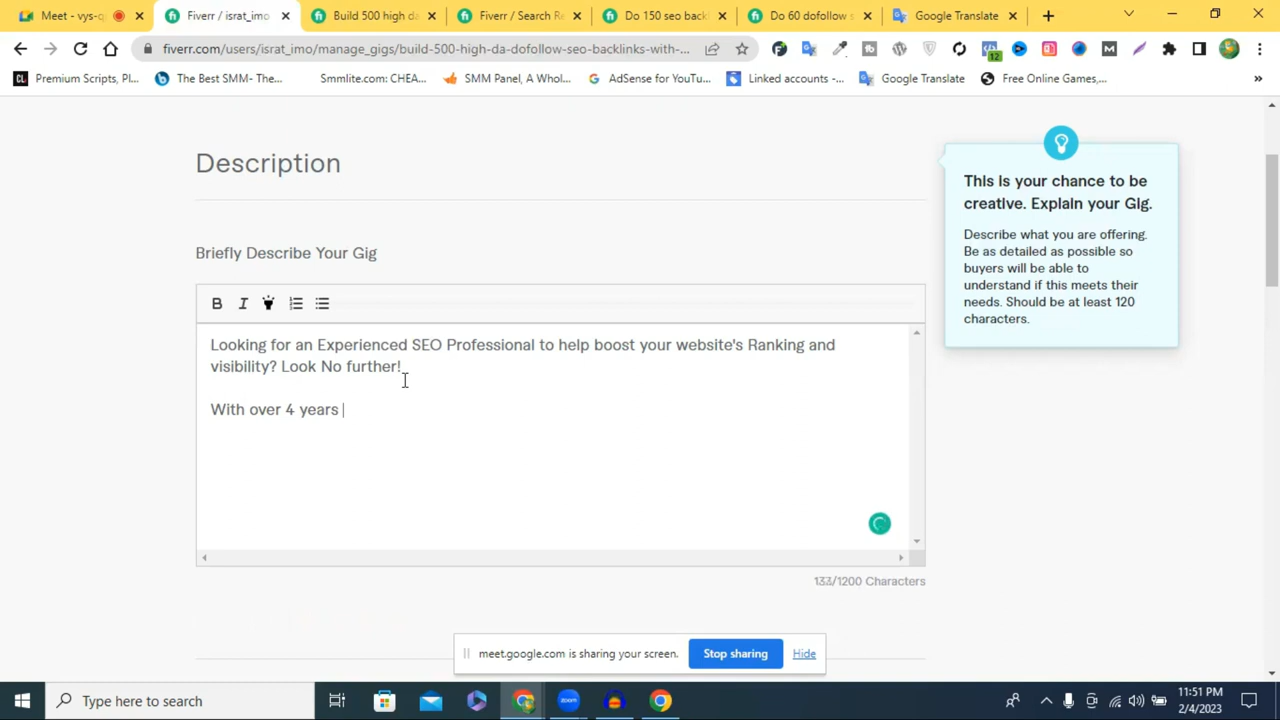 Meet - vys-q
Fiverr / israt_imo
Build 500 high da
Fiverr / Search Re
Do 150 seo backl
Do 60 dofollow s
Google Translate
fiverr.com/users/israt_imo/manage_gigs/build-500-high-da-dofollow-seo-backlinks-with-...
12
Premium Scripts, Pl...
The Best SMM- The...
Smmlite.com: CHEA...
SMM Panel, A Whol...
AdSense for YouTu...
Linked accounts -...
Google Translate
Free Online Games,...
Description
Briefly Describe Your Gig
Looking for an Experienced SEO Professional to help boost your website's Ranking and
visibility? Look No further!
With over 4 years
133/1200 Characters
This is your chance to be
creative. Explain your Gig.
Describe what you are offering.
Be as detailed as possible so
buyers will be able to
understand if this meets their
needs. Should be at least 120
characters.
meet.google.com is sharing your screen.
Stop sharing
Hide
Type here to search
11:51 PM
2/4/2023